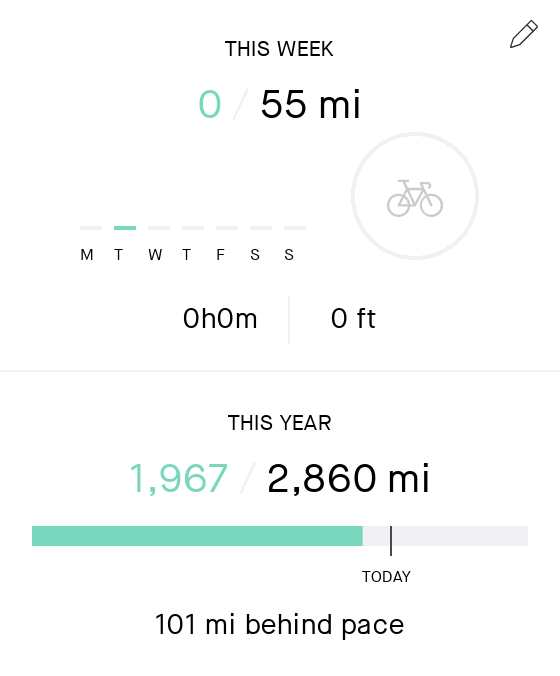 THIS WEEK
0 / 55 mi
M T W T F S S
0h0m 0 ft
THIS YEAR
1,967 / 2,860 mi
TODAY
101 mi behind pace